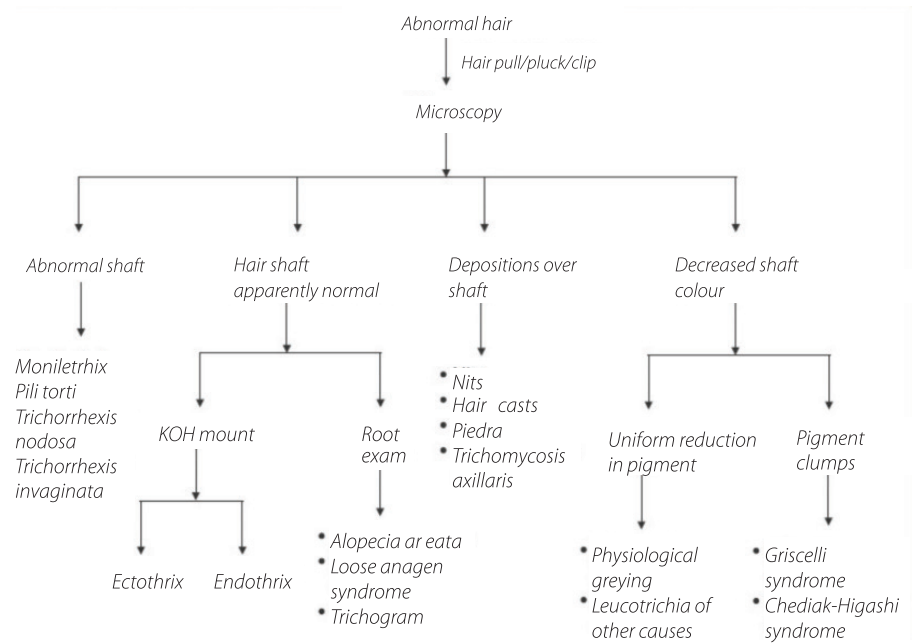 Abnormal hair
Hair pull/pluck/clip
Microscopy
Abnormal shaft
Hair shaft
apparently normal
Depositions over
shaft
Decreased shaft
colour
Moniletrhix
Pili torti
Trichorrhexis
nodosa
Trichorrhexis
invaginata
KOH mount
Root
exam
• Nits
• Hair casts
• Piedra
• Trichomycosis
axillaris
Uniform reduction
in pigment
Pigment
clumps
Ectothrix
Endothrix
• Alopecia ar eata
• Loose anagen
syndrome
• Trichogram
• Physiological
greying
• Leucotrichia of
other causes
• Griscelli
syndrome
• Chediak-Higashi
syndrome